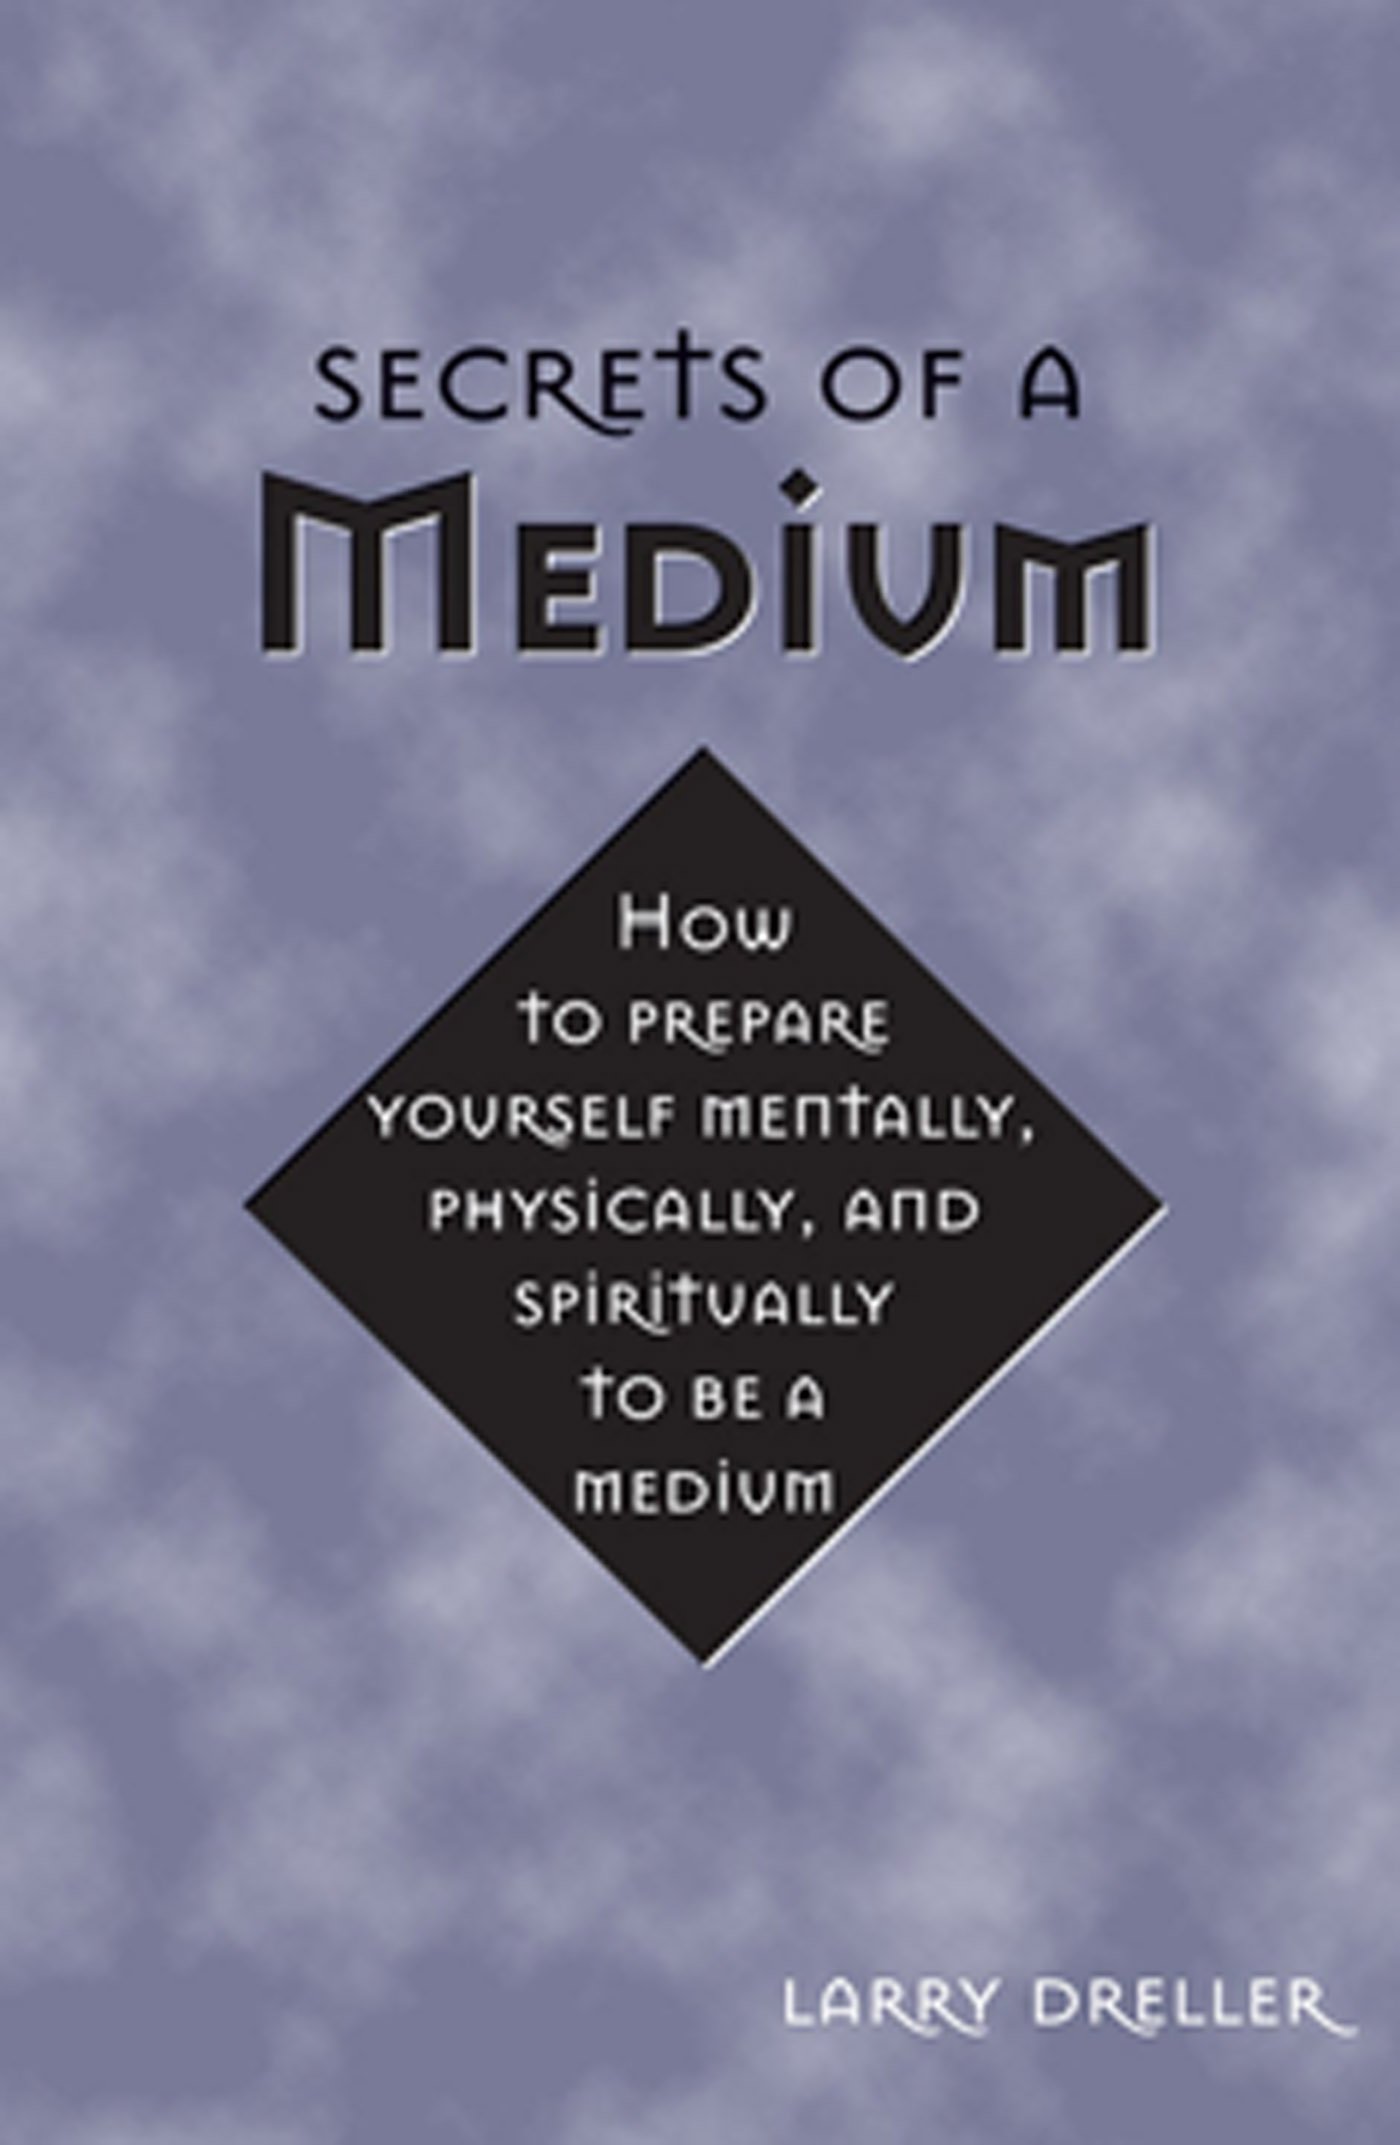 SECRETS OF A
MEDIUM
HOW
TO PREPARE
YOURSELF MENTALLY,
PHYSICALLY, AND
SPIRITUALLY
TO BE A
MEDIUM
LARRY DRELLER